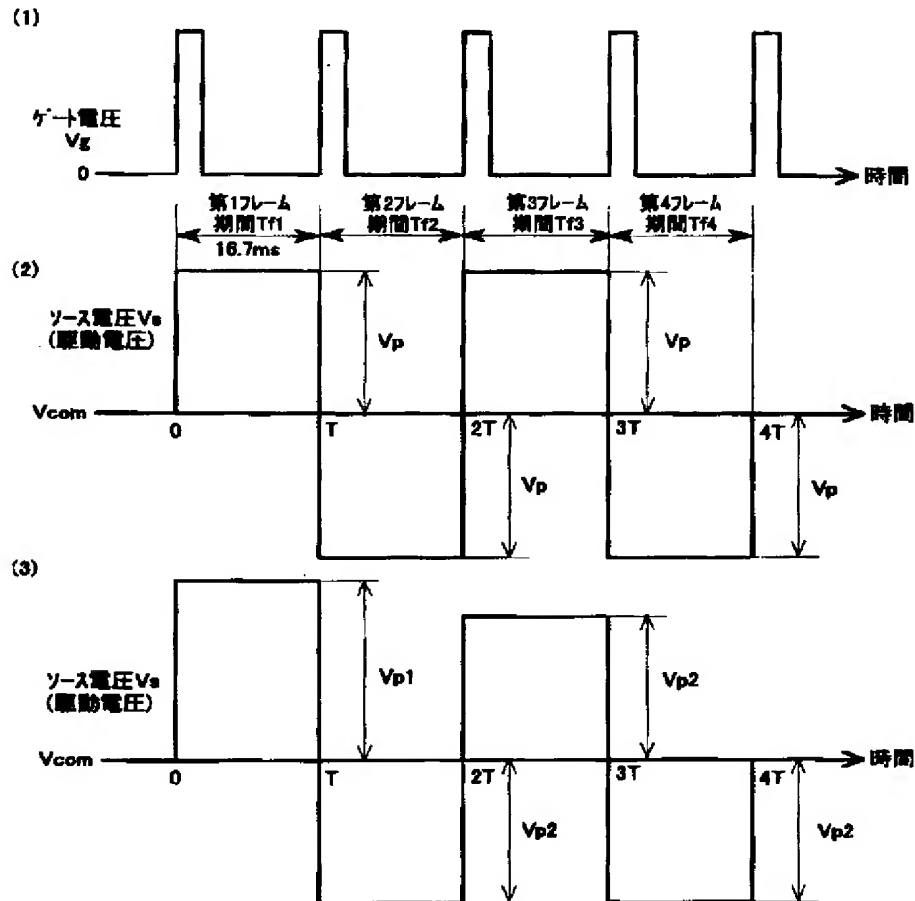 (1)
ゲート電圧
Vg
0
時間
第1フレーム
期間Tf1
16.7ms
第2フレーム
期間Tf2
第3フレーム
期間Tf3
第4フレーム
期間Tf4
(2)
ソース電圧Vs
(駆動電圧)
Vp
Vp
Vcom
時間
0
T
2T
3T
4T
Vp
Vp
(3)
ソース電圧Vs
(駆動電圧)
Vp1
Vp2
Vcom
時間
0
T
2T
3T
4T
Vp2
Vp2